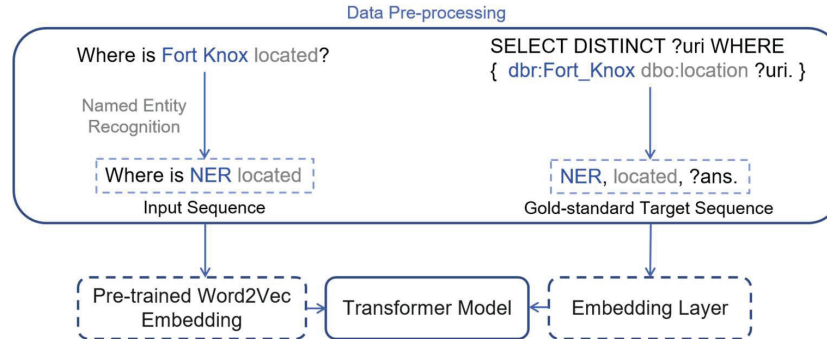 Data Pre-processing
Where is Fort Knox located?
SELECT DISTINCT ?uri WHERE
{ dbr:Fort_Knox dbo:location ?uri. }
Named Entity
Recognition
Where is NER located
NER, located, ?ans.
Input Sequence
Gold-standard Target Sequence
Pre-trained Word2Vec
Embedding
Transformer Model
Embedding Layer